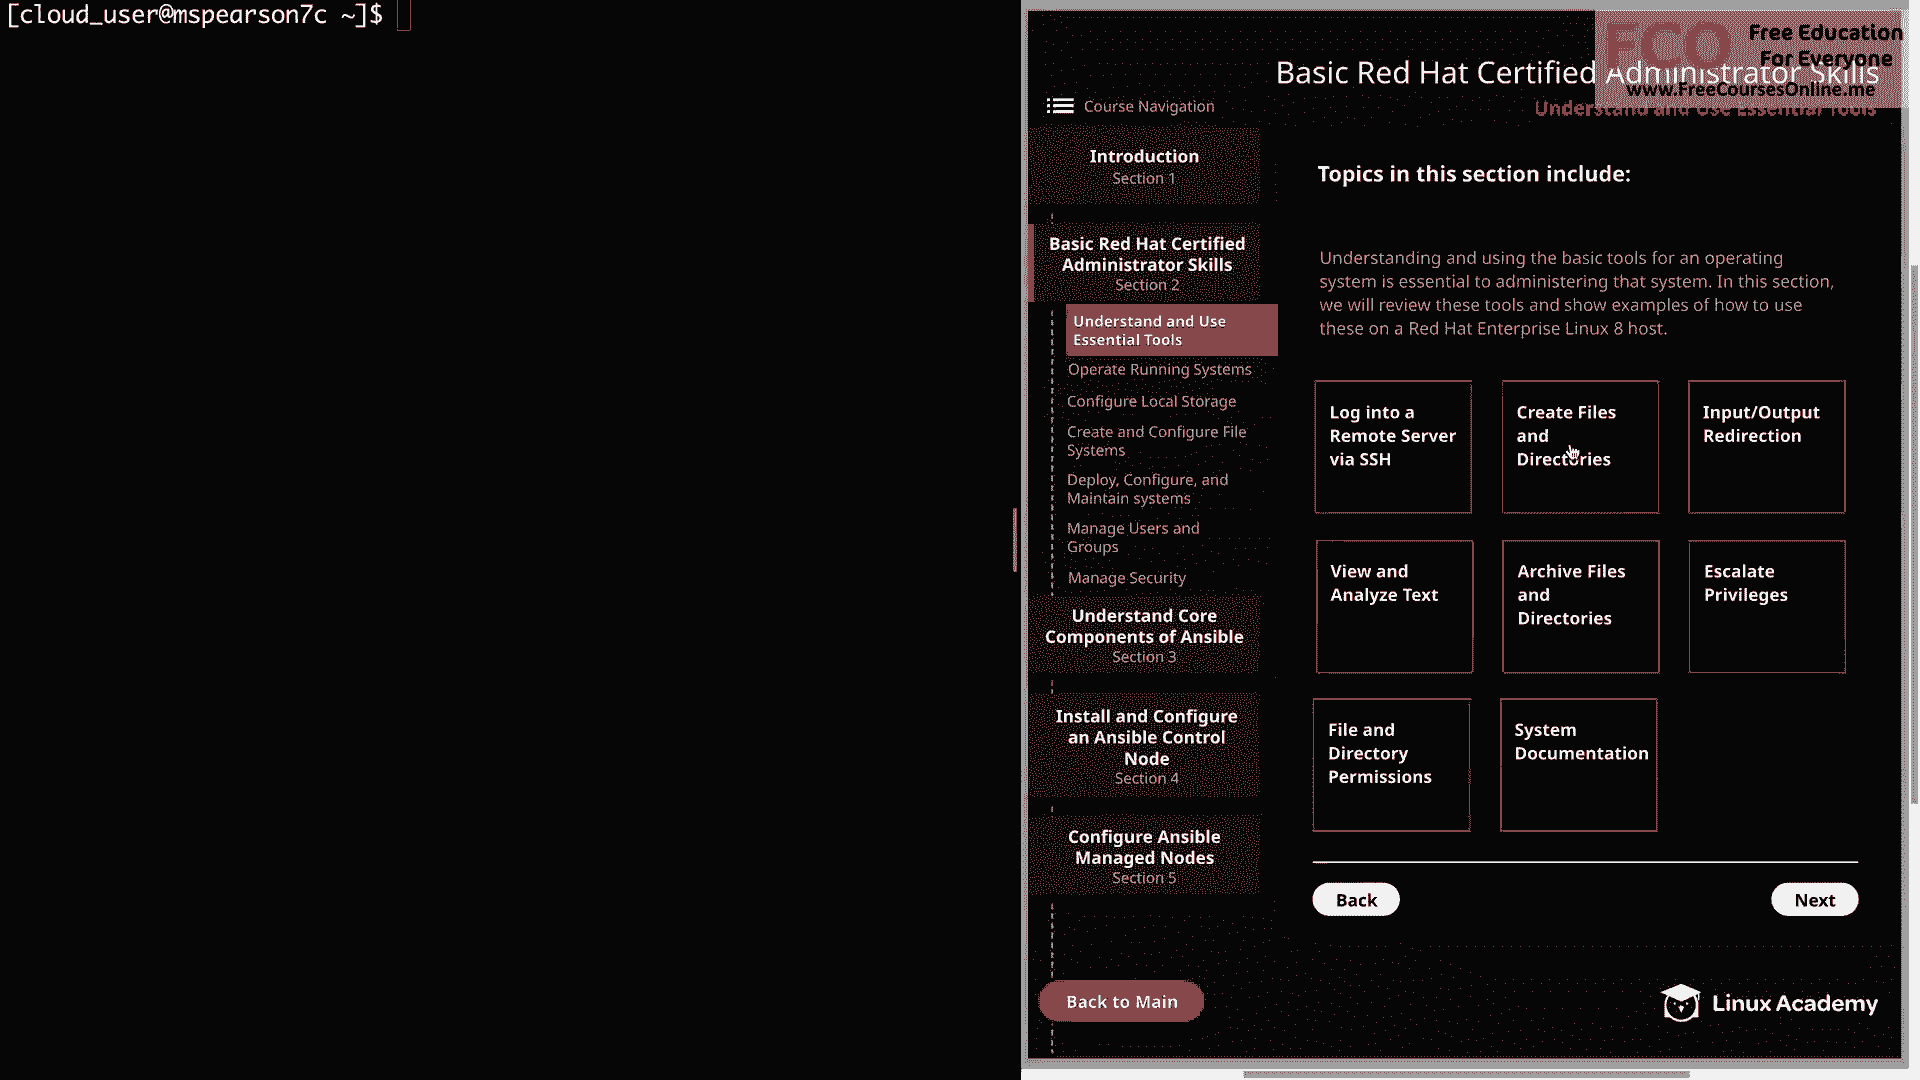 [cloud_user@mspearson7c ~]$
FCO
Free Education
For Everyone
www.FreeCoursesOnline.me
Basic Red Hat Certified Administrator Skills
Understand and Use Essential Tools
Course Navigation
Introduction
Section 1
Basic Red Hat Certified
Administrator Skills
Section 2
Understand and Use
Essential Tools
Operate Running Systems
Configure Local Storage
Create and Configure File
Systems
Deploy, Configure, and
Maintain systems
Manage Users and
Groups
Manage Security
Understand Core
Components of Ansible
Section 3
Install and Configure
an Ansible Control
Node
Section 4
Configure Ansible
Managed Nodes
Section 5
Back to Main
Topics in this section include:
Understanding and using the basic tools for an operating
system is essential to administering that system. In this section,
we will review these tools and show examples of how to use
these on a Red Hat Enterprise Linux 8 host.
Log into a
Remote Server
via SSH
Create Files
and
Directories
Input/Output
Redirection
View and
Analyze Text
Archive Files
and
Directories
Escalate
Privileges
File and
Directory
Permissions
System
Documentation
Back
Next
Linux Academy